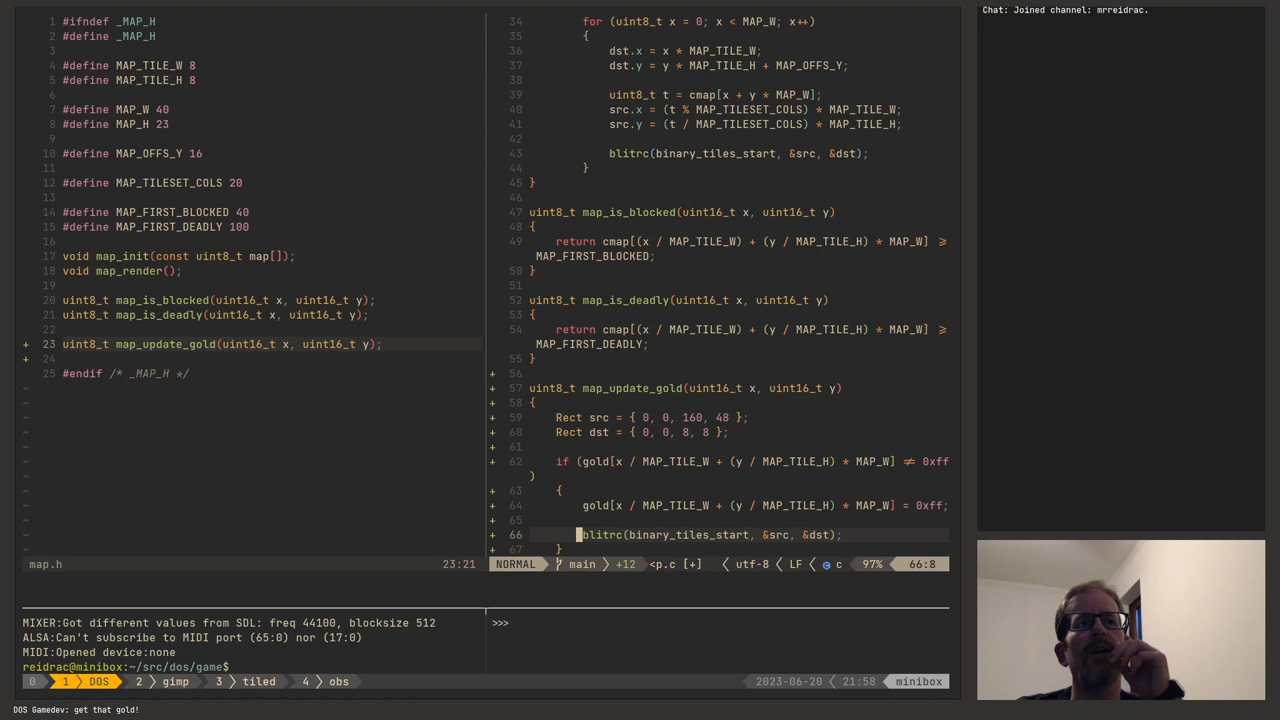 1 #ifndef _MAP_H
2 #define _MAP_H
3
4 #define MAP_TILE_W 8
5 #define MAP_TILE_H 8
6
7 #define MAP_W 40
8 #define MAP_H 23
9
10 #define MAP_OFFS_Y 16
11
12 #define MAP_TILESET_COLS 20
13
14 #define MAP_FIRST_BLOCKED 40
15 #define MAP_FIRST_DEADLY 100
16
17 void map_init(const uint8_t map[]);
18 void map_render();
19
20 uint8_t map_is_blocked(uint16_t x, uint16_t y);
21 uint8_t map_is_deadly(uint16_t x, uint16_t y);
22
+ 23 uint8_t map_update_gold(uint16_t x, uint16_t y);
+ 24
25 #endif /* _MAP_H */
~
~
~
~
~
~
~
~
~
~
~
~
map.h 23:21
34 for (uint8_t x = 0; x < MAP_W; x++)
35 {
36 dst.x = x * MAP_TILE_W;
37 dst.y = y * MAP_TILE_H + MAP_OFFS_Y;
38
39 uint8_t t = cmap[x + y * MAP_W];
40 src.x = (t % MAP_TILESET_COLS) * MAP_TILE_W;
41 src.y = (t / MAP_TILESET_COLS) * MAP_TILE_H;
42
43 blitrc(binary_tiles_start, &src, &dst);
44 }
45 }
46
47 uint8_t map_is_blocked(uint16_t x, uint16_t y)
48 {
49 return cmap[(x / MAP_TILE_W) + (y / MAP_TILE_H) * MAP_W] >=
MAP_FIRST_BLOCKED;
50 }
51
52 uint8_t map_is_deadly(uint16_t x, uint16_t y)
53 {
54 return cmap[(x / MAP_TILE_W) + (y / MAP_TILE_H) * MAP_W] >=
MAP_FIRST_DEADLY;
55 }
+ 56
+ 57 uint8_t map_update_gold(uint16_t x, uint16_t y)
+ 58 {
+ 59 Rect src = { 0, 0, 160, 48 };
+ 60 Rect dst = { 0, 0, 8, 8 };
+ 61
+ 62 if (gold[x / MAP_TILE_W + (y / MAP_TILE_H) * MAP_W] != 0xff
)
+ 63 {
+ 64 gold[x / MAP_TILE_W + (y / MAP_TILE_H) * MAP_W] = 0xff;
+ 65
+ 66 blitrc(binary_tiles_start, &src, &dst);
+ 67 }
NORMAL main +12 <p.c [+] utf-8 LF c 97% 66:8
MIXER:Got different values from SDL: freq 44100, blocksize 512
ALSA:Can't subscribe to MIDI port (65:0) nor (17:0)
MIDI:Opened device:none
reidrac@minibox:~/src/dos/game$
>>>
0 1 DOS 2 gimp 3 tiled 4 obs 2023-06-20 21:58 minibox
DOS Gamedev: get that gold!
Chat: Joined channel: mrreidrac.